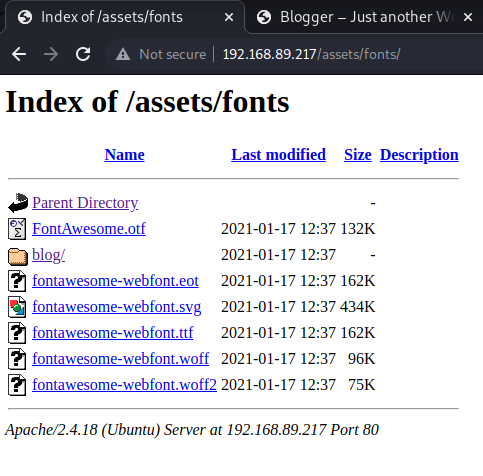 Index of /assets/fonts
Blogger – Just another Wo
Not secure 192.168.89.217/assets/fonts/
Index of /assets/fonts
Name Last modified Size Description
Parent Directory -
FontAwesome.otf 2021-01-17 12:37 132K
blog/ 2021-01-17 12:37 -
fontawesome-webfont.eot 2021-01-17 12:37 162K
fontawesome-webfont.svg 2021-01-17 12:37 434K
fontawesome-webfont.ttf 2021-01-17 12:37 162K
fontawesome-webfont.woff 2021-01-17 12:37 96K
fontawesome-webfont.woff2 2021-01-17 12:37 75K
Apache/2.4.18 (Ubuntu) Server at 192.168.89.217 Port 80